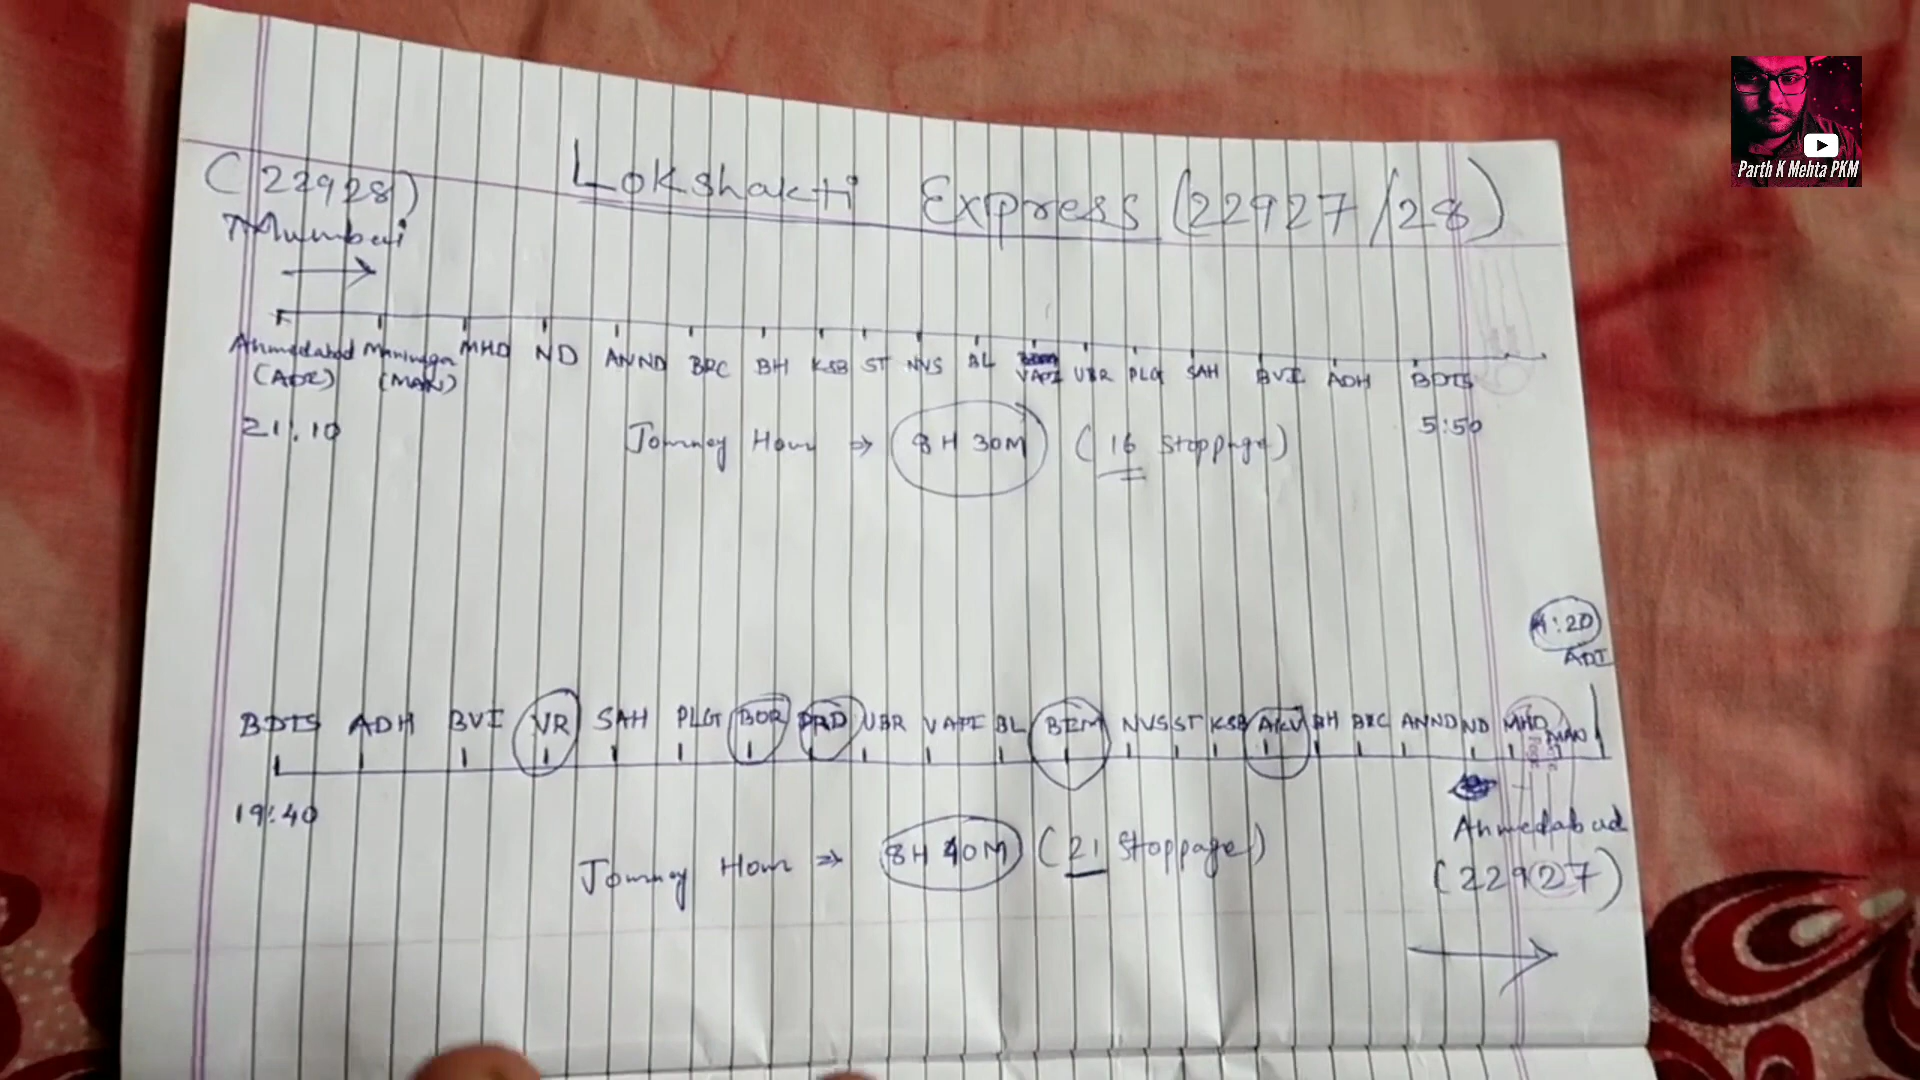 (22928) Lokshakti Express (22927/28)
Mumbai
Ahmedabad Maninagar MHD ND ANND BRC BH KSB ST NVS BL VAPI UBR PLG SAH BVI ADH BDTS
(ADI) (MAN)
21:10 5:50
Journey Hour ⇒ 8H 30M (16 Stoppage)
4:20
ADI
BDTS ADH BVI VR SAH PLGT BOR DRD UBR VAPI BL BIM NVS ST KSB AKV BH BRC ANND ND MHD MAN
19:40
Ahmedabad
Journey Hour ⇒ 8H 40M (21 Stoppage)
(22927)
Parth K Mehta PKM